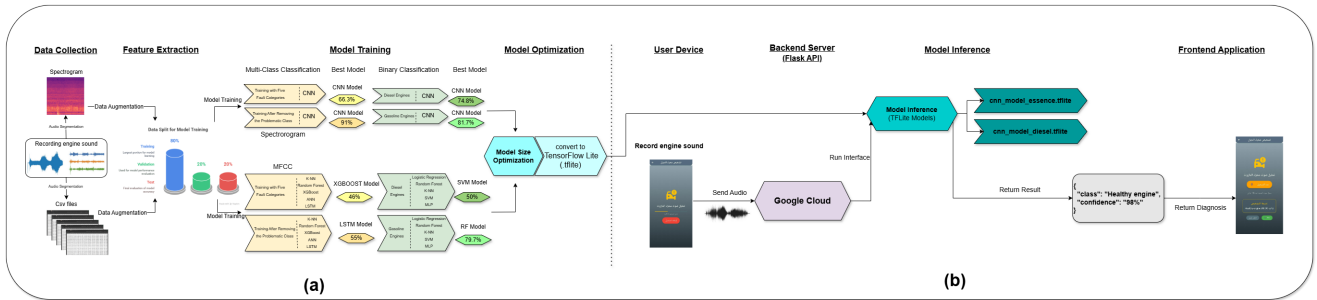 Data Collection
Feature Extraction
Model Training
Model Optimization
User Device
Backend Server
(Flask API)
Model Inference
Frontend Application
Spectrogram
Audio Segmentation
Recording engine sound
Audio Segmentation
Csv files
Data Augmentation
Data Augmentation
Data Split for Model Training
Training
Validation
Test
Model Training
Model Training
Multi-Class Classification
Best Model
Binary Classification
Best Model
Training with Five
Fault Categories
CNN
CNN Model
66.3%
Diesel Engines
CNN
CNN Model
74.8%
Training After Removing
the Problematic Class
CNN
CNN Model
91%
Gasoline Engines
CNN
CNN Model
81.7%
Spectrorogram
MFCC
Training with Five
Fault Categories
K-NN
Random Forest
XGBoost
ANN
LSTM
XGBOOST Model
46%
Diesel
Engines
Logistic Regression
Random Forest
K-NN
SVM
MLP
SVM Model
50%
Training After Removing
the Problematic Class
K-NN
Random Forest
XGBoost
ANN
LSTM
LSTM Model
55%
Gasoline
Engines
Logistic Regression
Random Forest
K-NN
SVM
MLP
RF Model
79.7%
Model Size
Optimization
convert to
TensorFlow Lite
( .tflite)
(a)
Record engine sound
Send Audio
Google Cloud
Run Interface
Model Inference
(TFLite Models)
cnn_model_essence.tflite
cnn_model_diesel.tflite
Return Result
{
"class": "Healthy engine",
"confidence": "98%"
}
Return Diagnosis
(b)